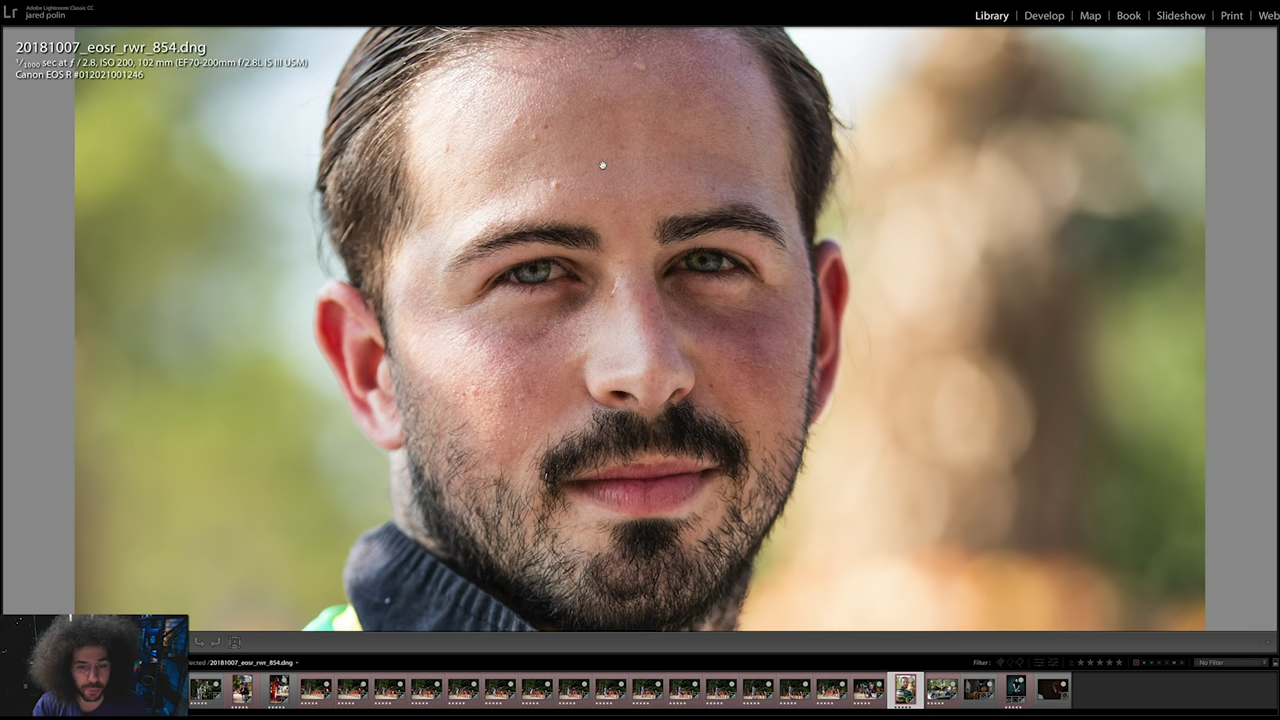 Lr
Adobe Lightroom Classic CC
jared polin
Library | Develop | Map | Book | Slideshow | Print | Web
20181007_eosr_rwr_854.dng
1/1000 sec at ƒ / 2.8, ISO 200, 102 mm (EF70-200mm f/2.8L IS III USM)
Canon EOS R #012021001246
lected / 20181007_eosr_rwr_854.dng
Filter:
No Filter